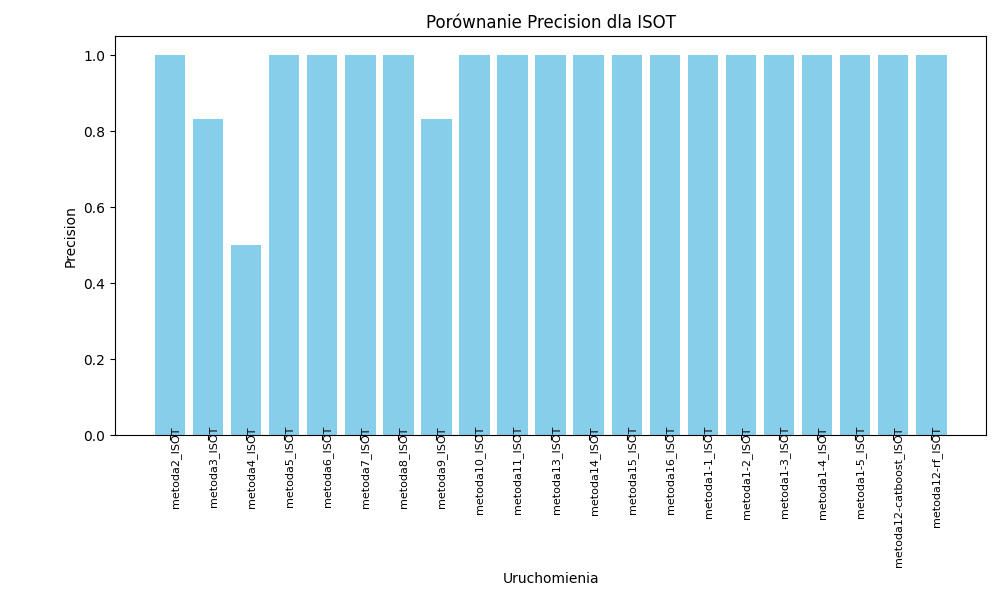 Porównanie Precision dla ISOT
Precision
1.0
0.8
0.6
0.4
0.2
0.0
metoda2_ISOT
metoda3_ISOT
metoda4_ISOT
metoda5_ISOT
metoda6_ISOT
metoda7_ISOT
metoda8_ISOT
metoda9_ISOT
metoda10_ISOT
metoda11_ISOT
metoda13_ISOT
metoda14_ISOT
metoda15_ISOT
metoda16_ISOT
metoda1-1_ISOT
metoda1-2_ISOT
metoda1-3_ISOT
metoda1-4_ISOT
metoda1-5_ISOT
metoda12-catboost_ISOT
metoda12-rf_ISOT
Uruchomienia